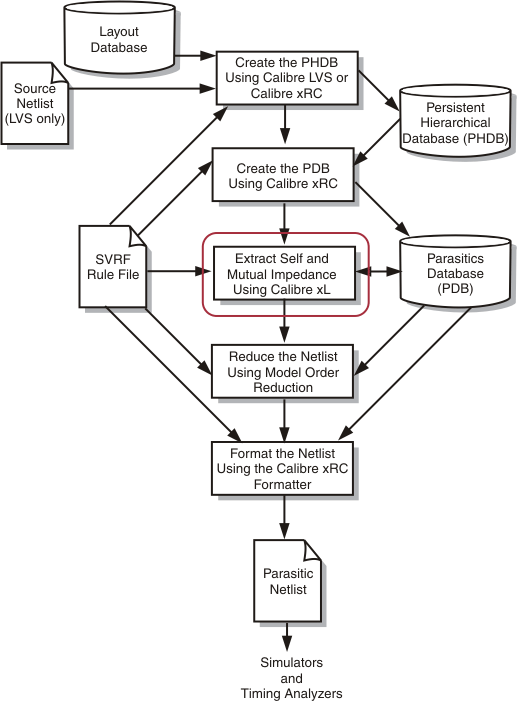 Layout
Database
Source
Netlist
(LVS only)
Create the PHDB
Using Calibre LVS or
Calibre xRC
Persistent
Hierarchical
Database (PHDB)
Create the PDB
Using Calibre xRC
SVRF
Rule File
Extract Self and
Mutual Impedance
Using Calibre xL
Parasitics
Database
(PDB)
Reduce the Netlist
Using Model Order
Reduction
Format the Netlist
Using the Calibre xRC
Formatter
Parasitic
Netlist
Simulators
and
Timing Analyzers